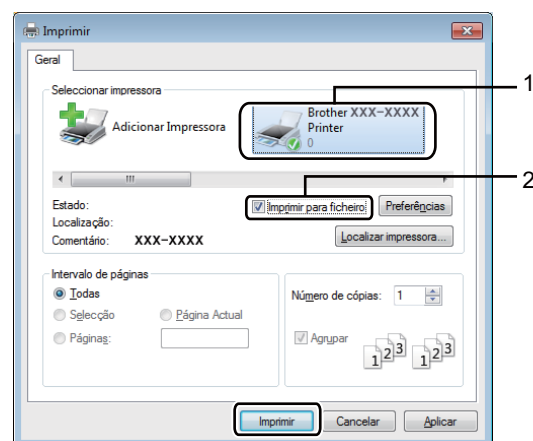 Imprimir
Geral
Seleccionar impressora
Adicionar Impressora
Brother XXX-XXXX
Printer
0
1
2
Estado:
Imprimir para ficheiro
Preferências
Localização:
Comentário: XXX-XXXX
Localizar impressora...
Intervalo de páginas
Todas
Selecção
Página Actual
Páginas:
Número de cópias: 1
Agrupar
1 2 3 1 2 3
Imprimir
Cancelar
Aplicar